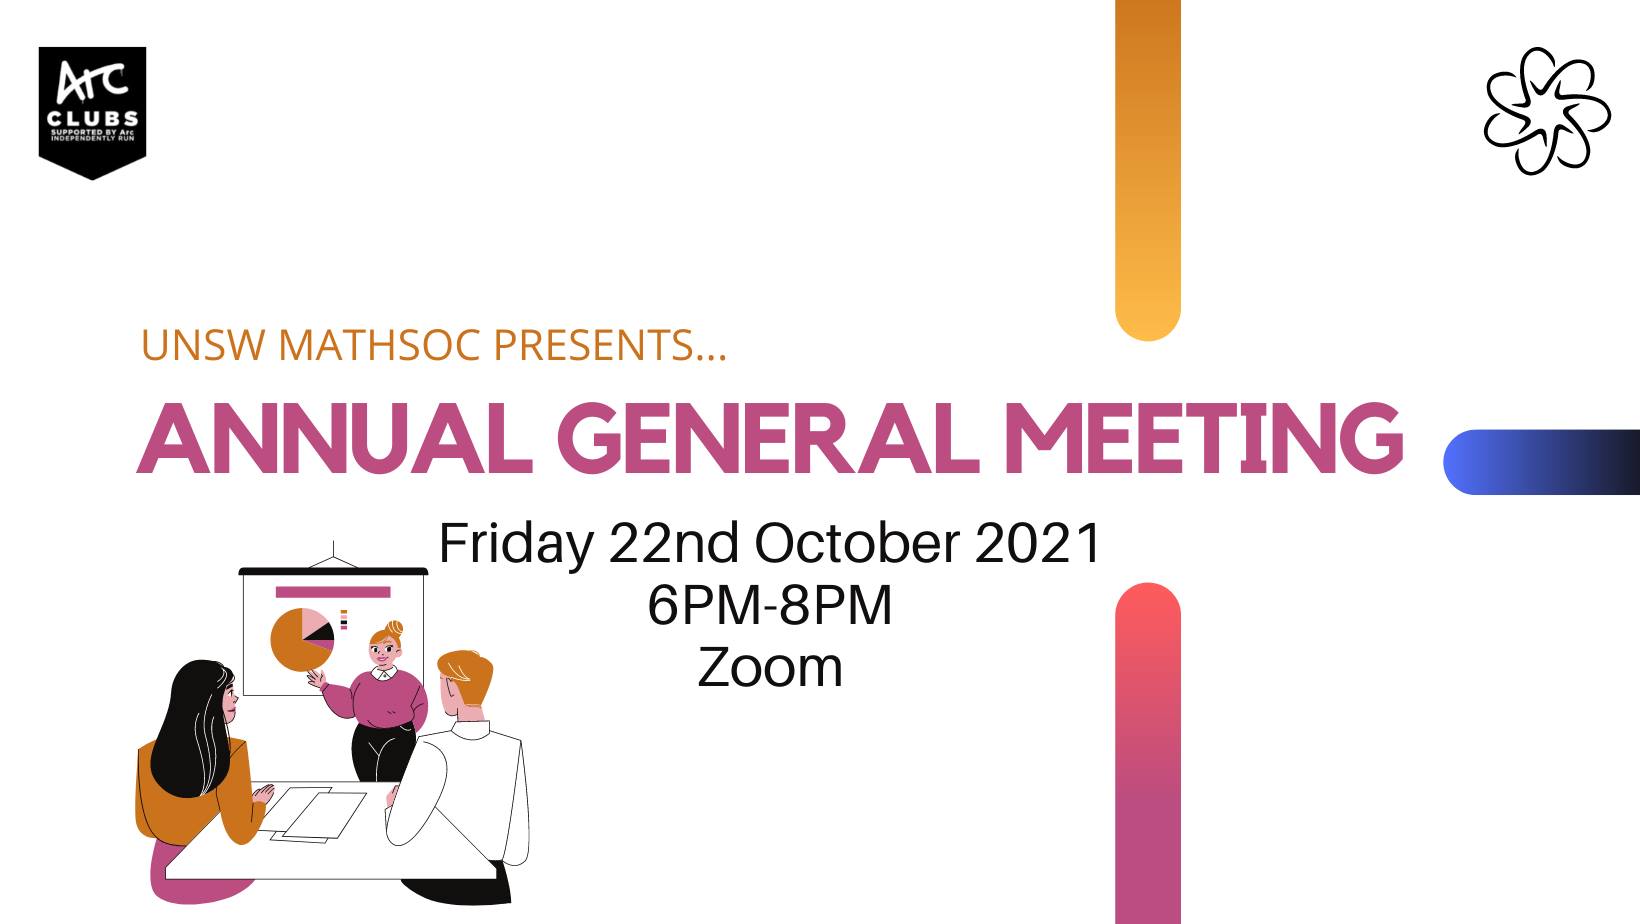 Arc
CLUBS
SUPPORTED BY Arc
INDEPENDENTLY RUN
UNSW MATHSOC PRESENTS...
ANNUAL GENERAL MEETING
Friday 22nd October 2021
6PM-8PM
Zoom